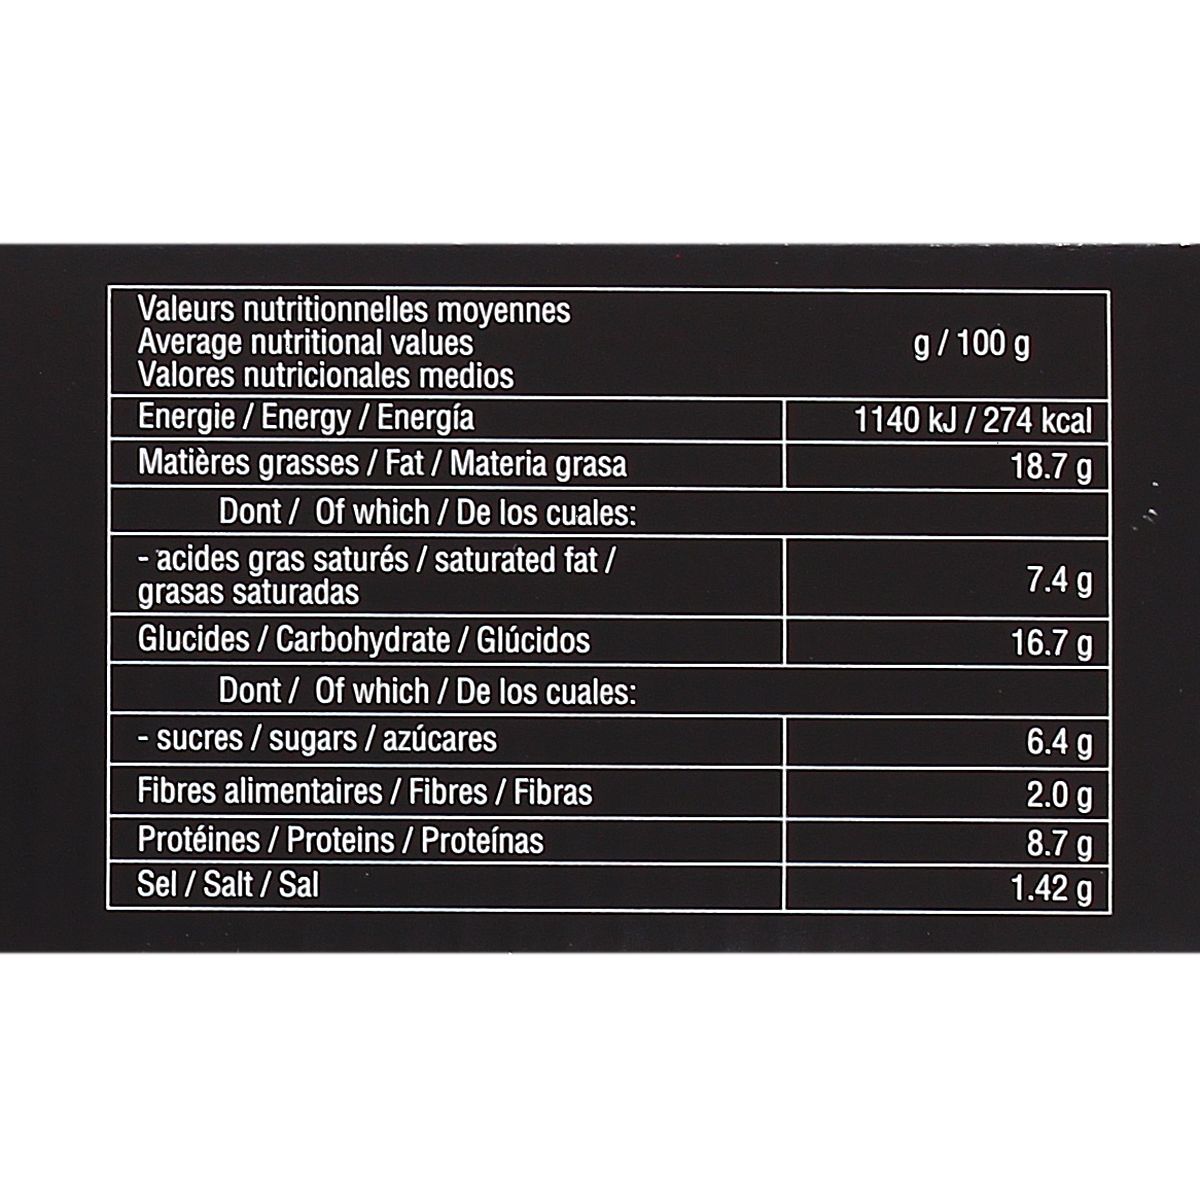 Valeurs nutritionnelles moyennes
Average nutritional values
Valores nutricionales medios
g / 100 g
Energie / Energy / Energía 1140 kJ / 274 kcal
Matières grasses / Fat / Materia grasa 18.7 g
Dont / Of which / De los cuales:
- acides gras saturés / saturated fat /
grasas saturadas 7.4 g
Glucides / Carbohydrate / Glúcidos 16.7 g
Dont / Of which / De los cuales:
- sucres / sugars / azúcares 6.4 g
Fibres alimentaires / Fibres / Fibras 2.0 g
Protéines / Proteins / Proteínas 8.7 g
Sel / Salt / Sal 1.42 g